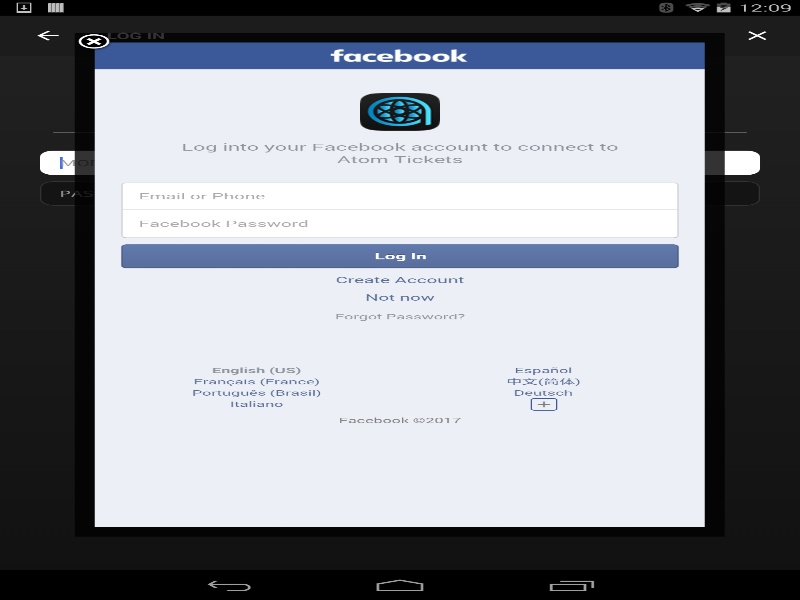 12:09
LOG IN
facebook
Log into your Facebook account to connect to
Atom Tickets
Email or Phone
Facebook Password
PAS
Log In
Create Account
Not now
Forgot Password?
English (US)
Español
Français (France)
中文(简体)
Português (Brasil)
Deutsch
Italiano
Facebook ©2017